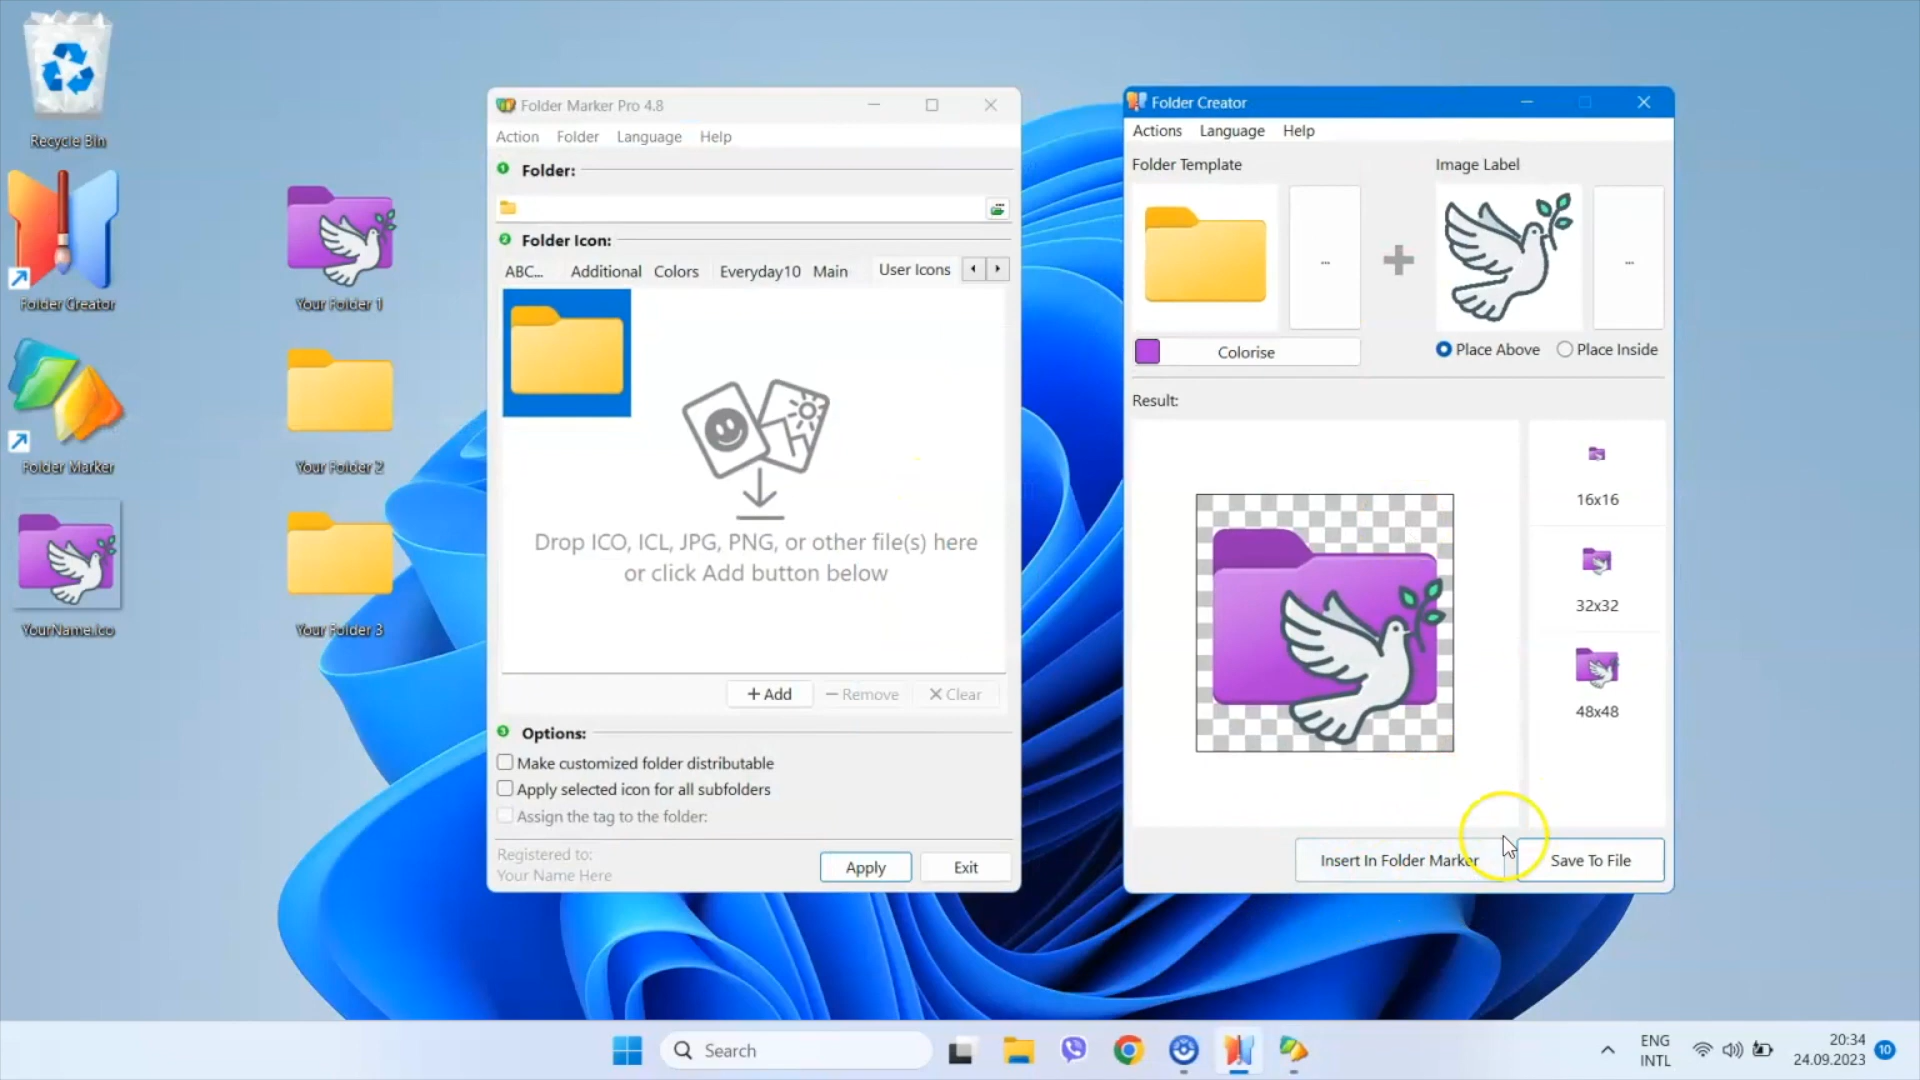 Recycle Bin
Folder Creator
Folder Marker
YourName.ico
Your Folder 1
Your Folder 2
Your Folder 3
Folder Marker Pro 4.8
Action Folder Language Help
1 Folder:
2 Folder Icon:
ABC... Additional Colors Everyday10 Main User Icons
Drop ICO, ICL, JPG, PNG, or other file(s) here
or click Add button below
+ Add − Remove × Clear
3 Options:
Make customized folder distributable
Apply selected icon for all subfolders
Assign the tag to the folder:
Registered to:
Your Name Here
Apply Exit
Folder Creator
Actions Language Help
Folder Template
Image Label
... ...
Colorise
Place Above Place Inside
Result:
16x16
32x32
48x48
Insert In Folder Marker Save To File
Search
ENG
INTL
20:34
24.09.2023
10